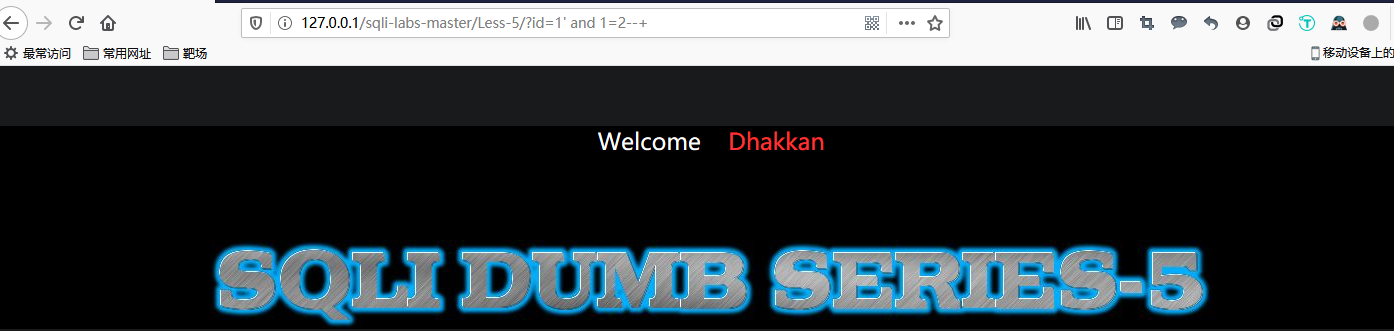 127.0.0.1/sqli-labs-master/Less-5/?id=1' and 1=2--+
最常访问 常用网址 靶场 移动设备上的
Welcome Dhakkan
SQLI DUMB SERIES-5